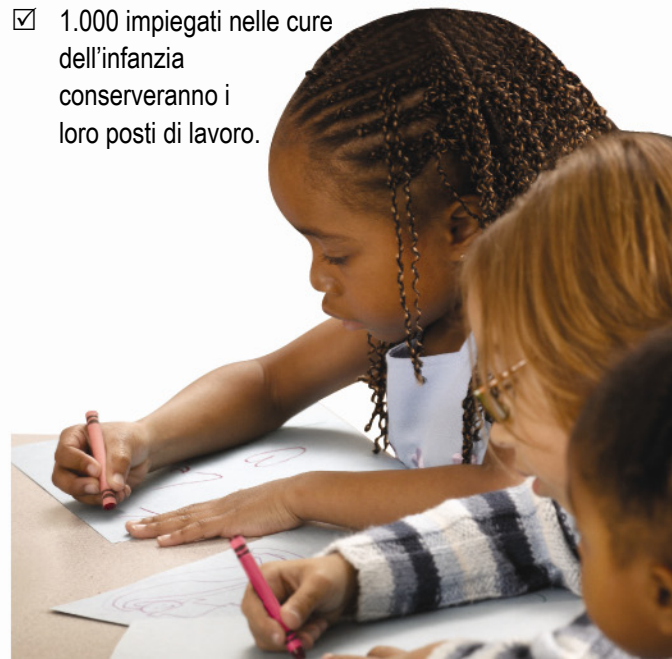 ☑ 1.000 impiegati nelle cure
dell'infanzia
conserveranno i
loro posti di lavoro.